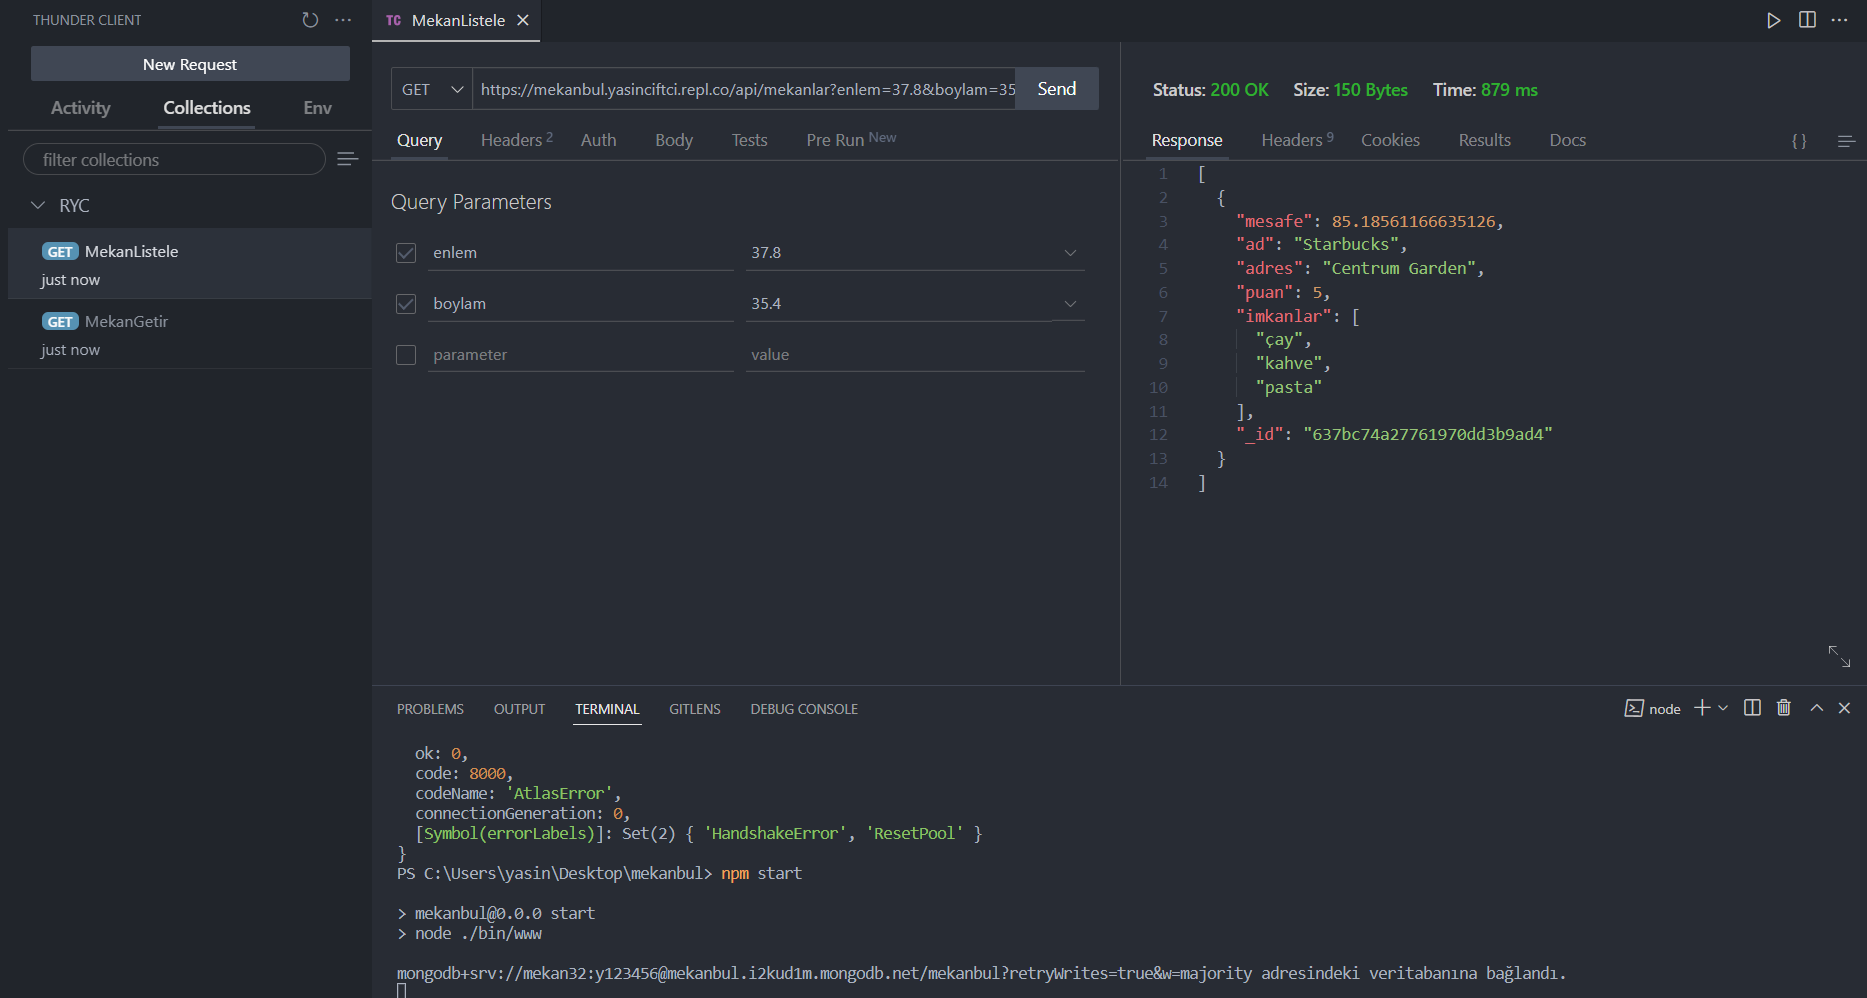 THUNDER CLIENT
New Request
Activity Collections Env
filter collections
RYC
GET MekanListele
just now
GET MekanGetir
just now
TC MekanListele
GET https://mekanbul.yasinciftci.repl.co/api/mekanlar?enlem=37.8&boylam=35 Send
Query Headers 2 Auth Body Tests Pre Run New
Query Parameters
enlem 37.8
boylam 35.4
parameter value
Status: 200 OK Size: 150 Bytes Time: 879 ms
Response Headers 9 Cookies Results Docs {}
1 [
2 {
3 "mesafe": 85.18561166635126,
4 "ad": "Starbucks",
5 "adres": "Centrum Garden",
6 "puan": 5,
7 "imkanlar": [
8 "çay",
9 "kahve",
10 "pasta"
11 ],
12 "_id": "637bc74a27761970dd3b9ad4"
13 }
14 ]
PROBLEMS OUTPUT TERMINAL GITLENS DEBUG CONSOLE
node
ok: 0,
code: 8000,
codeName: 'AtlasError',
connectionGeneration: 0,
[Symbol(errorLabels)]: Set(2) { 'HandshakeError', 'ResetPool' }
}
PS C:\Users\yasin\Desktop\mekanbul> npm start
> mekanbul@0.0.0 start
> node ./bin/www
mongodb+srv://mekan32:y123456@mekanbul.i2kud1m.mongodb.net/mekanbul?retryWrites=true&w=majority adresindeki veritabanına bağlandı.